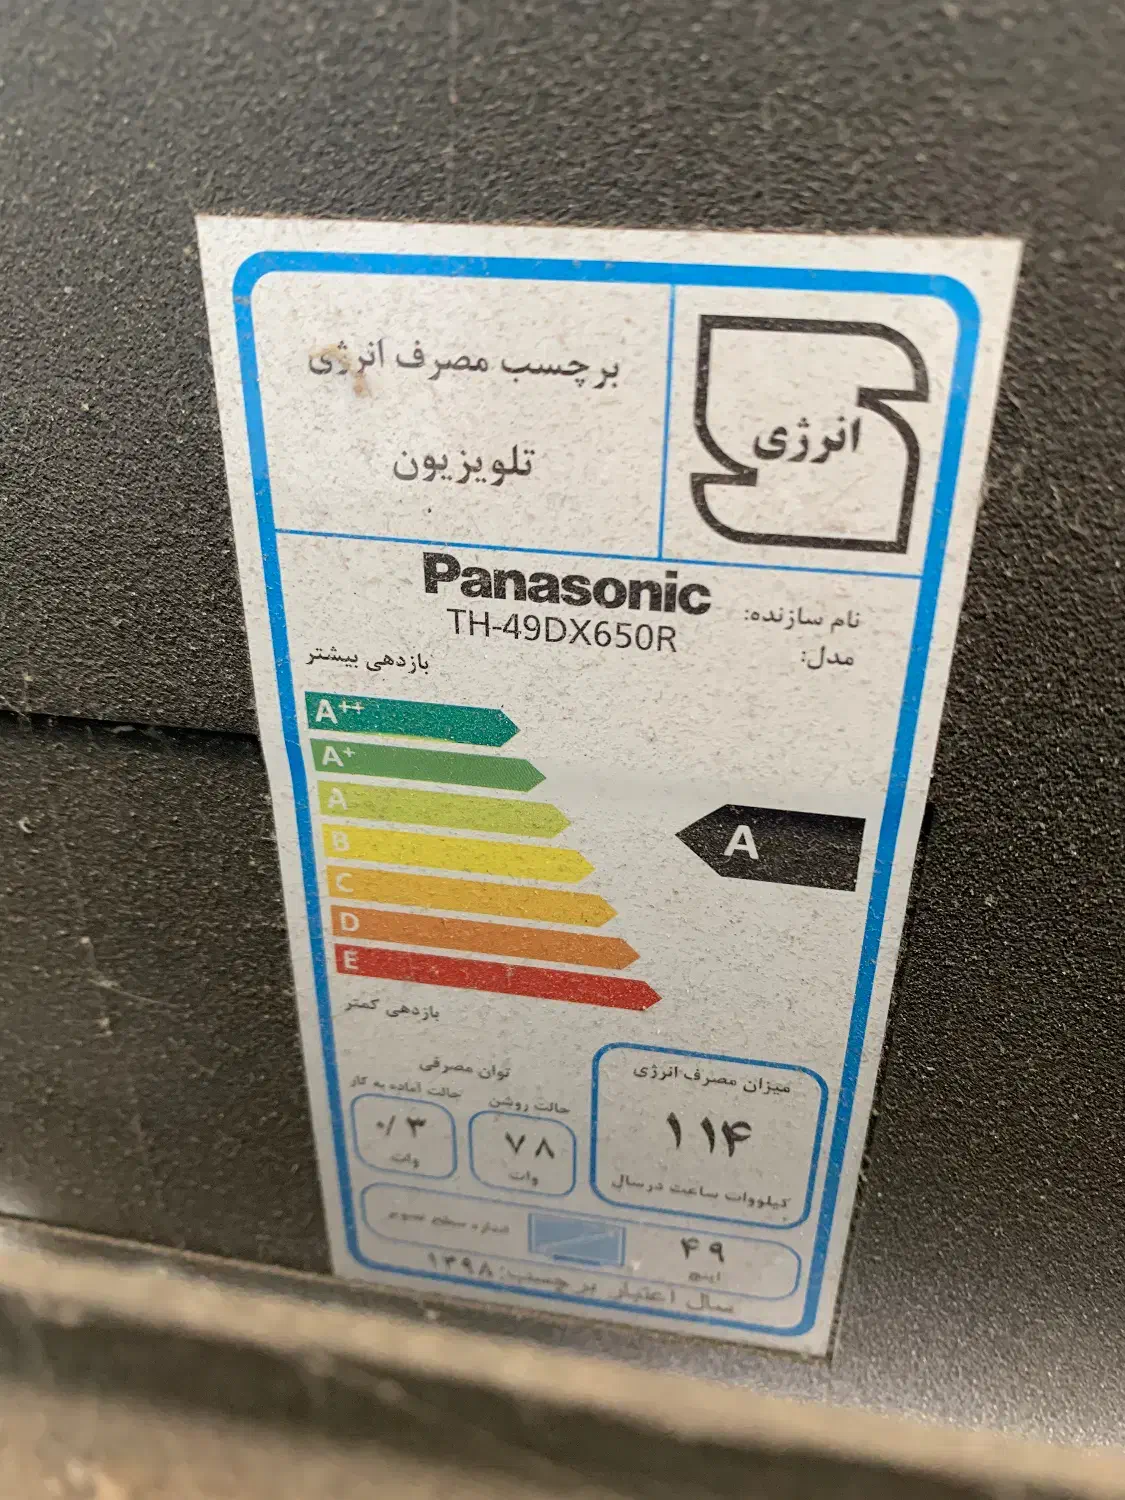 انرژی
برچسب مصرف انرژی
تلویزیون
نام سازنده: Panasonic
مدل: TH-49DX650R
بازدهی بیشتر
A++
A+
A
B
C
D
E
A
بازدهی کمتر
میزان مصرف انرژی
۱۱۴
کیلووات ساعت درسال
توان مصرفی
حالت روشن
۷۸
وات
حالت آماده به کار
۰/۳
وات
۴۹
اینچ
اندازه سطح تصویر
سال اعتبار برچسب: ۱۳۹۸